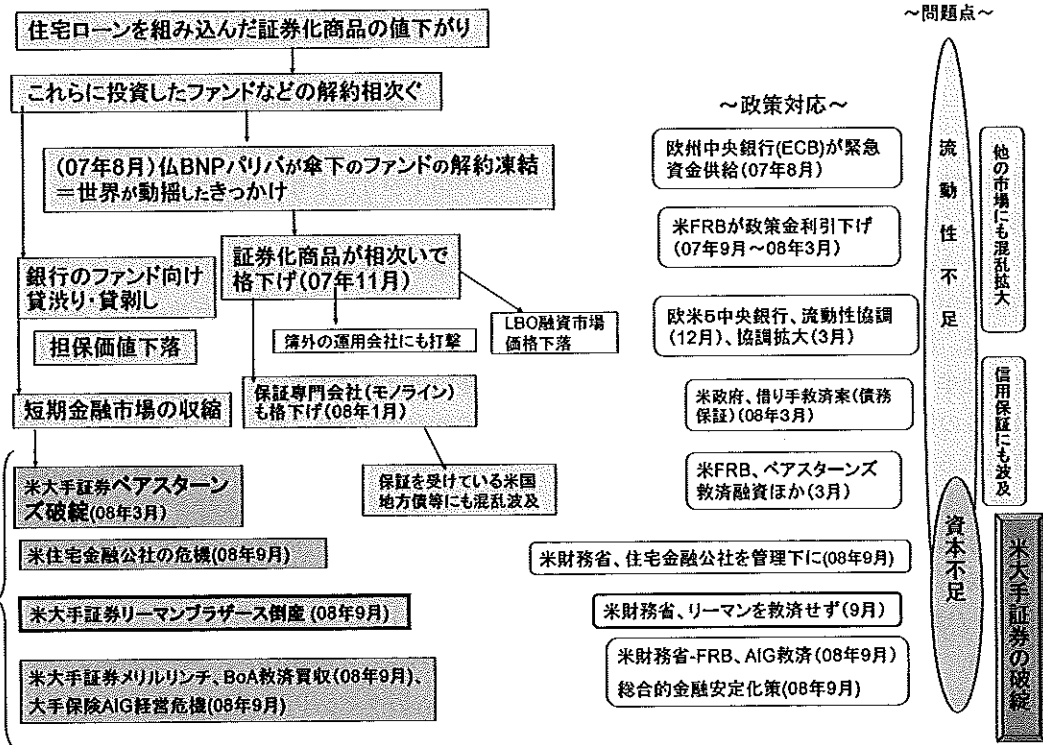 ～問題点～
住宅ローンを組み込んだ証券化商品の値下がり
これらに投資したファンドなどの解約相次ぐ
～政策対応～
(07年8月)仏BNPパリバが傘下のファンドの解約凍結
＝世界が動揺したきっかけ
欧州中央銀行(ECB)が緊急
資金供給(07年8月)
流動性不足
他の市場にも混乱拡大
米FRBが政策金利引下げ
(07年9月～08年3月)
銀行のファンド向け
貸渋り・貸剥し
証券化商品が相次いで
格下げ(07年11月)
担保価値下落
簿外の運用会社にも打撃
LBO融資市場
価格下落
欧米5中央銀行、流動性協調
(12月)、協調拡大(3月)
短期金融市場の収縮
保証専門会社(モノライン)
も格下げ(08年1月)
米政府、借り手救済案(債務
保証)(08年3月)
信用保証にも波及
米大手証券ベアスターン
ズ破綻(08年3月)
保証を受けている米国
地方債等にも混乱波及
米FRB、ベアスターンズ
救済融資ほか(3月)
資本不足
米大手証券の破綻
米住宅金融公社の危機(08年9月)
米財務省、住宅金融公社を管理下に(08年9月)
米大手証券リーマンブラザース倒産 (08年9月)
米財務省、リーマンを救済せず(9月)
米大手証券メリルリンチ、BoA救済買収(08年9月)、
大手保険AIG経営危機(08年9月)
米財務省-FRB、AIG救済(08年9月)
総合的金融安定化策(08年9月)